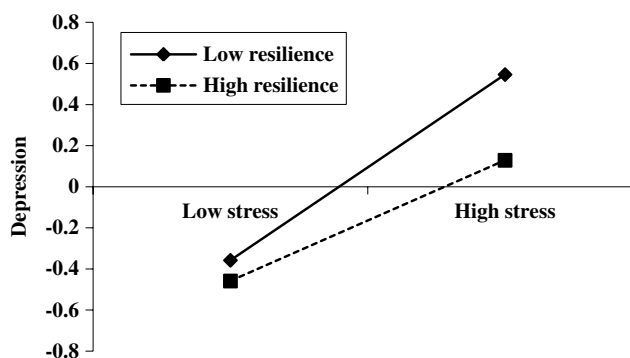 0.8
0.6
0.4
0.2
0
-0.2
-0.4
-0.6
-0.8
Depression
Low resilience
High resilience
Low stress
High stress